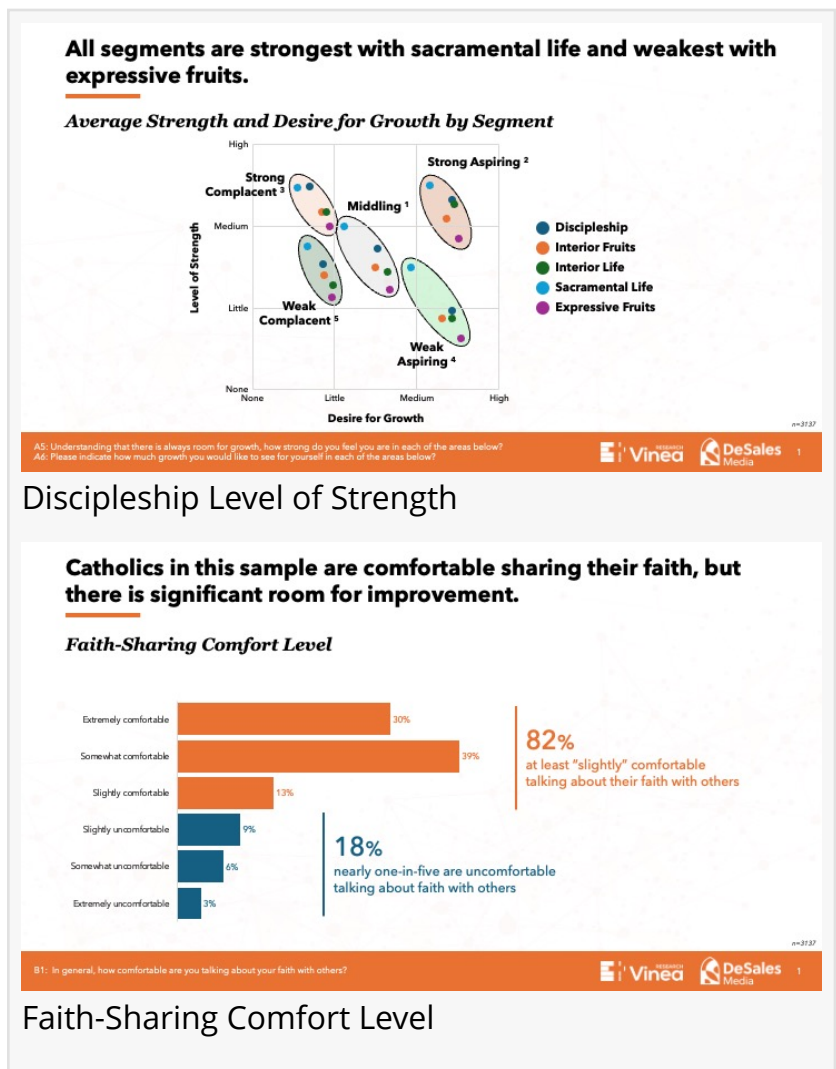 All segments are strongest with sacramental life and weakest with
expressive fruits.
Average Strength and Desire for Growth by Segment
High
Strong Aspiring ²
Strong
Complacent ³
Middling ¹
Medium
Level of Strength
Discipleship
Interior Fruits
Interior Life
Sacramental Life
Expressive Fruits
Little
Weak
Complacent ⁵
Weak
Aspiring ⁴
None
None Little Medium High
Desire for Growth
n=3137
A5: Understanding that there is always room for growth, how strong do you feel you are in each of the areas below?
A6: Please indicate how much growth you would like to see for yourself in each of the areas below?
Vinea RESEARCH
DeSales
Media
1
Discipleship Level of Strength
Catholics in this sample are comfortable sharing their faith, but
there is significant room for improvement.
Faith-Sharing Comfort Level
Extremely comfortable 30%
Somewhat comfortable 39%
Slightly comfortable 13%
82%
at least "slightly" comfortable
talking about their faith with others
Slightly uncomfortable 9%
Somewhat uncomfortable 6%
Extremely uncomfortable 3%
18%
nearly one-in-five are uncomfortable
talking about faith with others
n=3137
B1: In general, how comfortable are you talking about your faith with others?
Vinea RESEARCH
DeSales
Media
1
Faith-Sharing Comfort Level